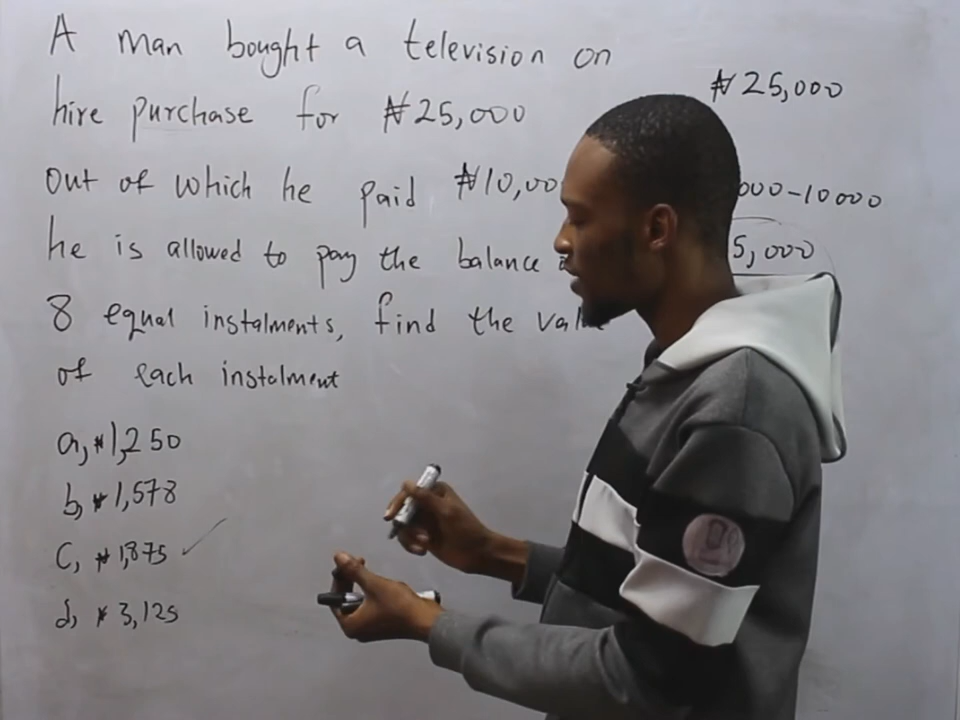 A man bought a television on
hire purchase for ₦25,000
out of which he paid ₦10,00
he is allowed to pay the balance
8 equal instalments, find the
of each instalment
a, ₦1,250
b, ₦1,578
C, ₦1,875 ✓
d, ₦3,125
₦25,000
000-10000
5,000